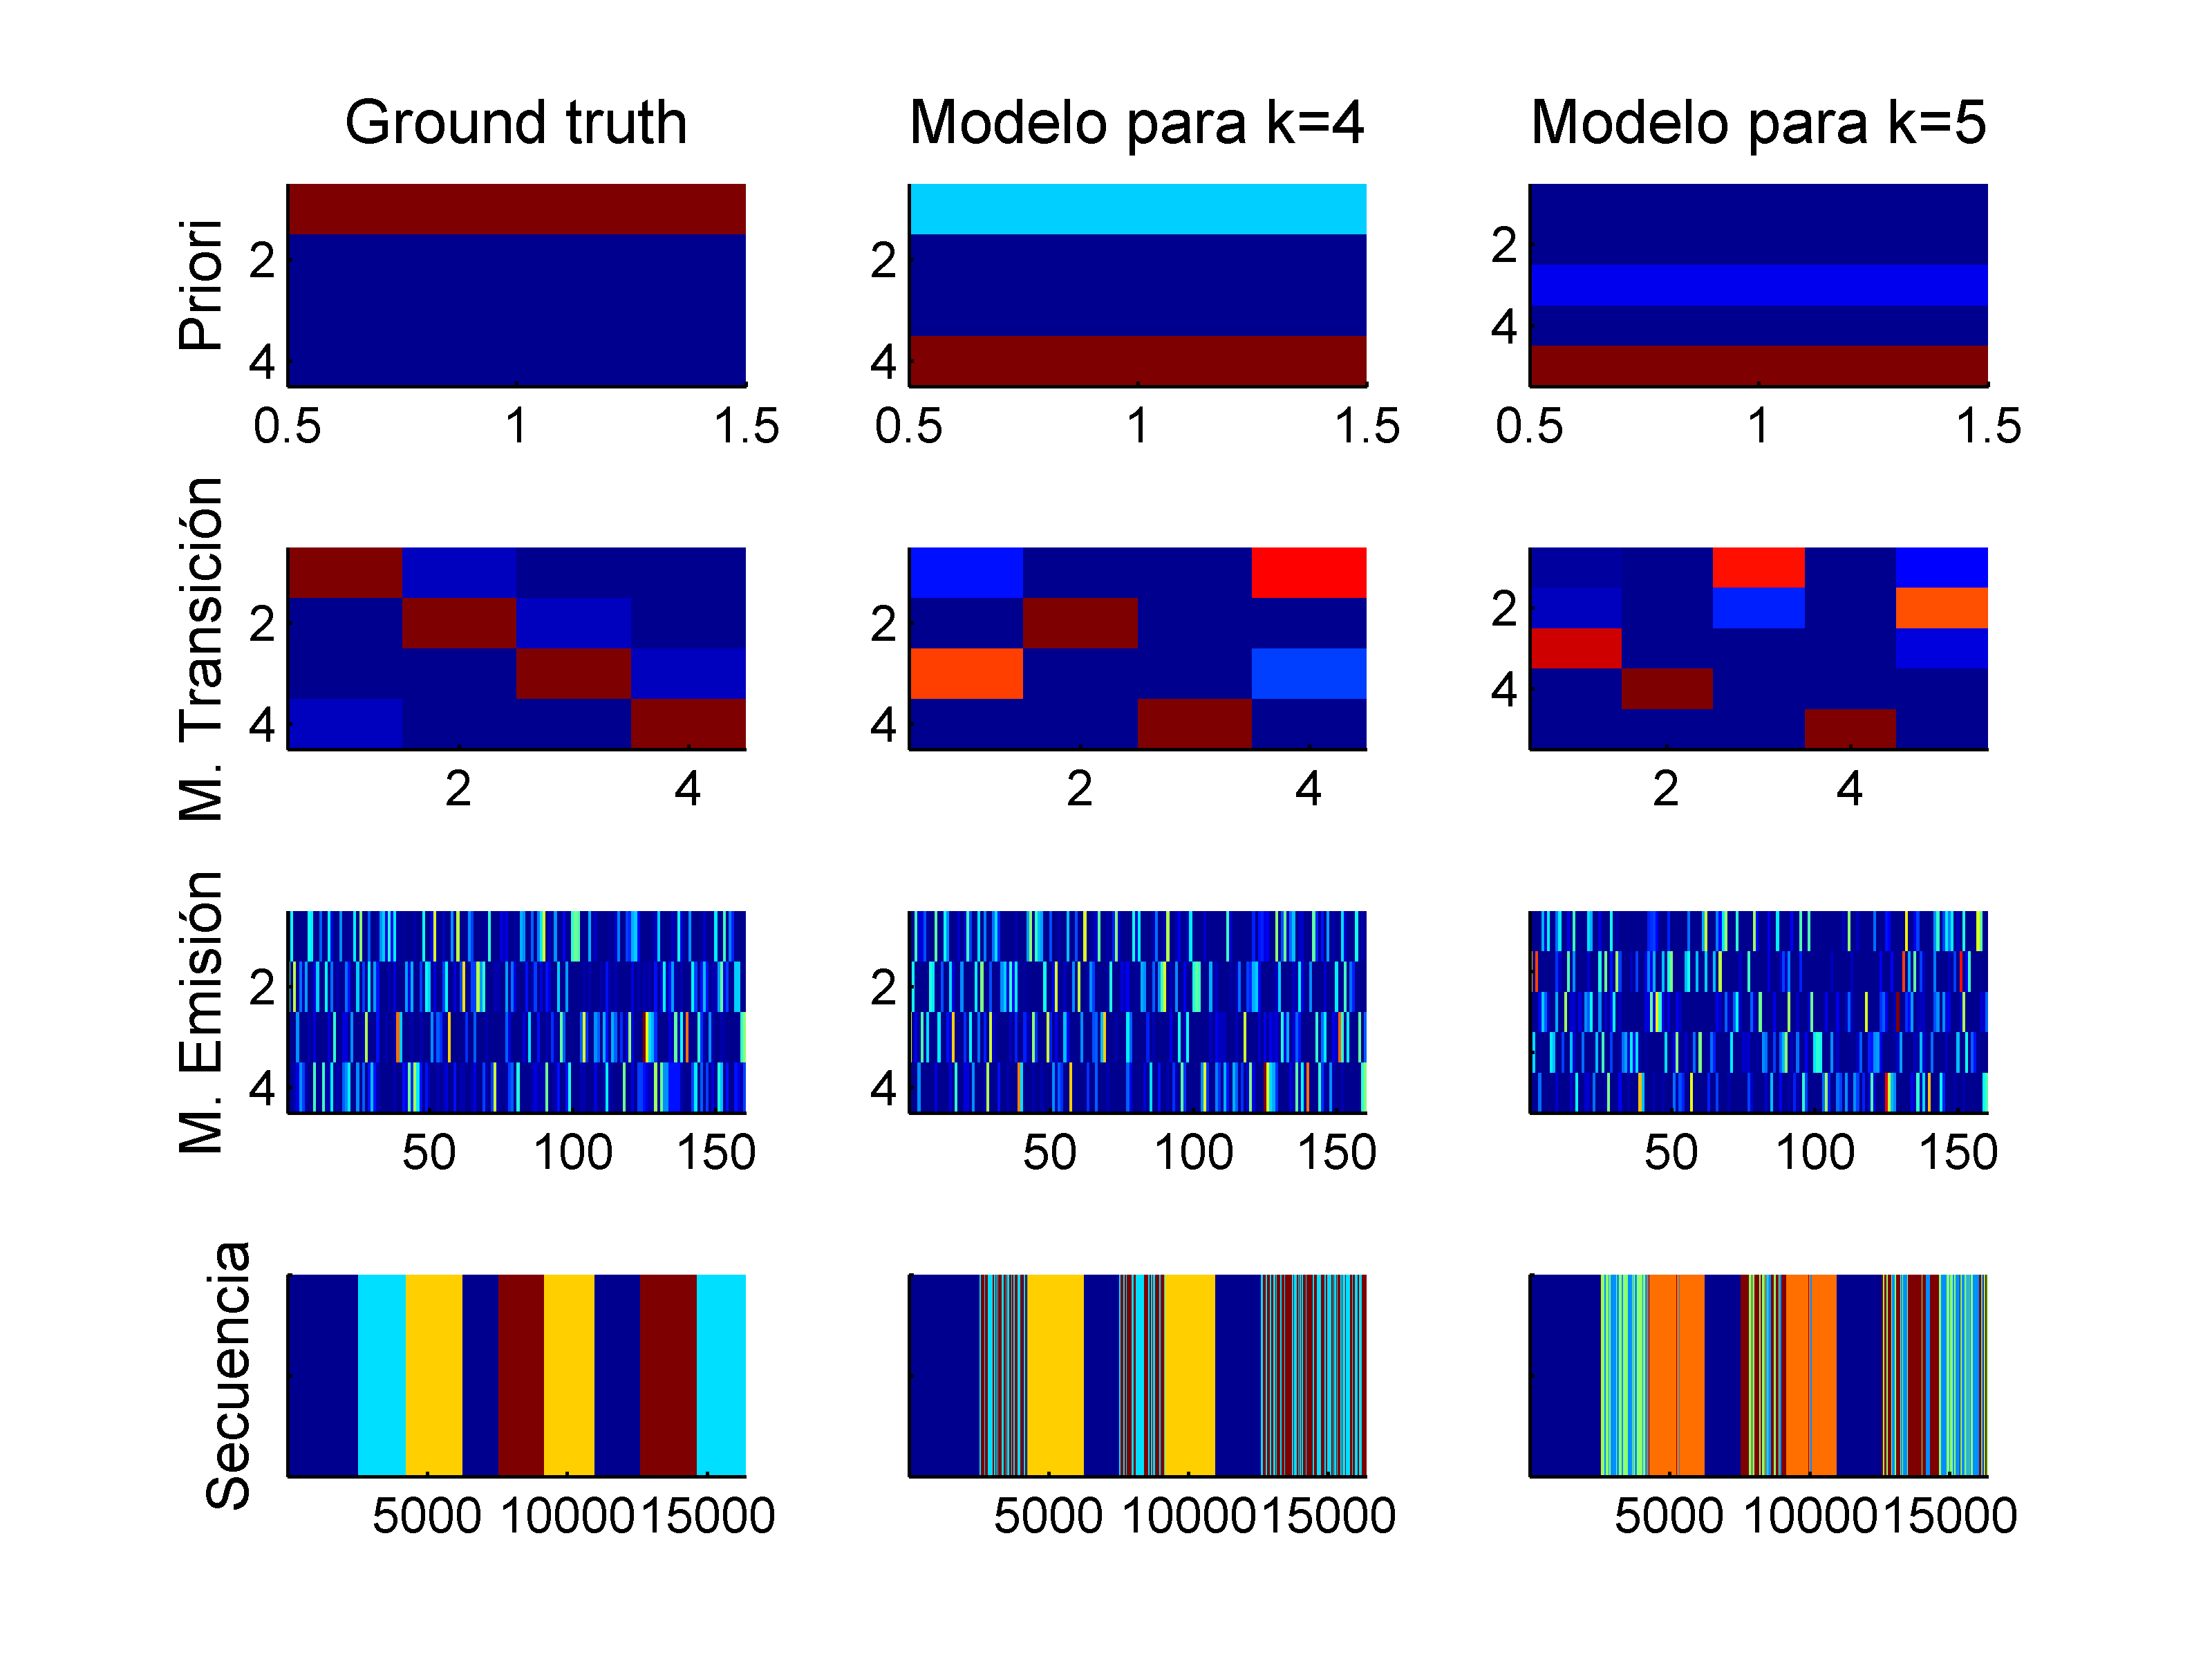 Ground truth Modelo para k=4 Modelo para k=5
Priori
2 2 2
4 4 4
0.5 1 1.5 0.5 1 1.5 0.5 1 1.5
M. Transición
2 2 2
4 4 4
2 4 2 4 2 4
M. Emisión
2 2
4 4
50 100 150 50 100 150 50 100 150
Secuencia
5000 10000 15000 5000 10000 15000 5000 10000 15000